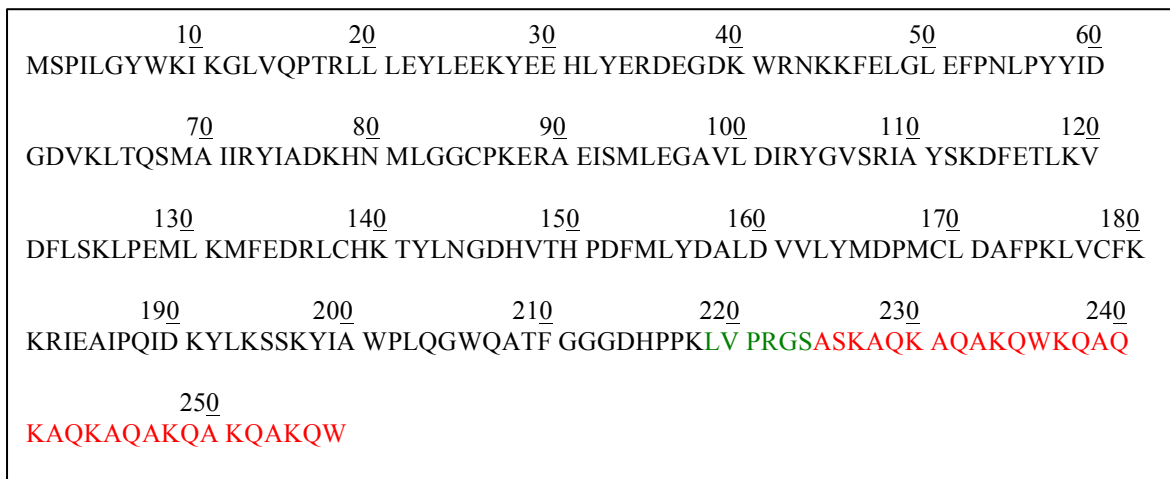 10 20 30 40 50 60
MSPILGYWKI KGLVQPTRLL LEYLEEKYEE HLYERDEGDK WRNKKFELGL EFPNLPYYID
70 80 90 100 110 120
GDVKLTQSMA IIRYIADKHN MLGGCPKERA EISMLEGAVL DIRYGVSRIA YSKDFETLKV
130 140 150 160 170 180
DFLSKLPEML KMFEDRLCHK TYLNGDHVTH PDFMLYDALD VVLYMDPMCL DAFPKLVCFK
190 200 210 220 230 240
KRIEAIPQID KYLKSSKYIA WPLQGWQATF GGGDHPPKLV PRGSASKAQK AQAKQWKQAQ
250
KAQKAQAKQA KQAKQW